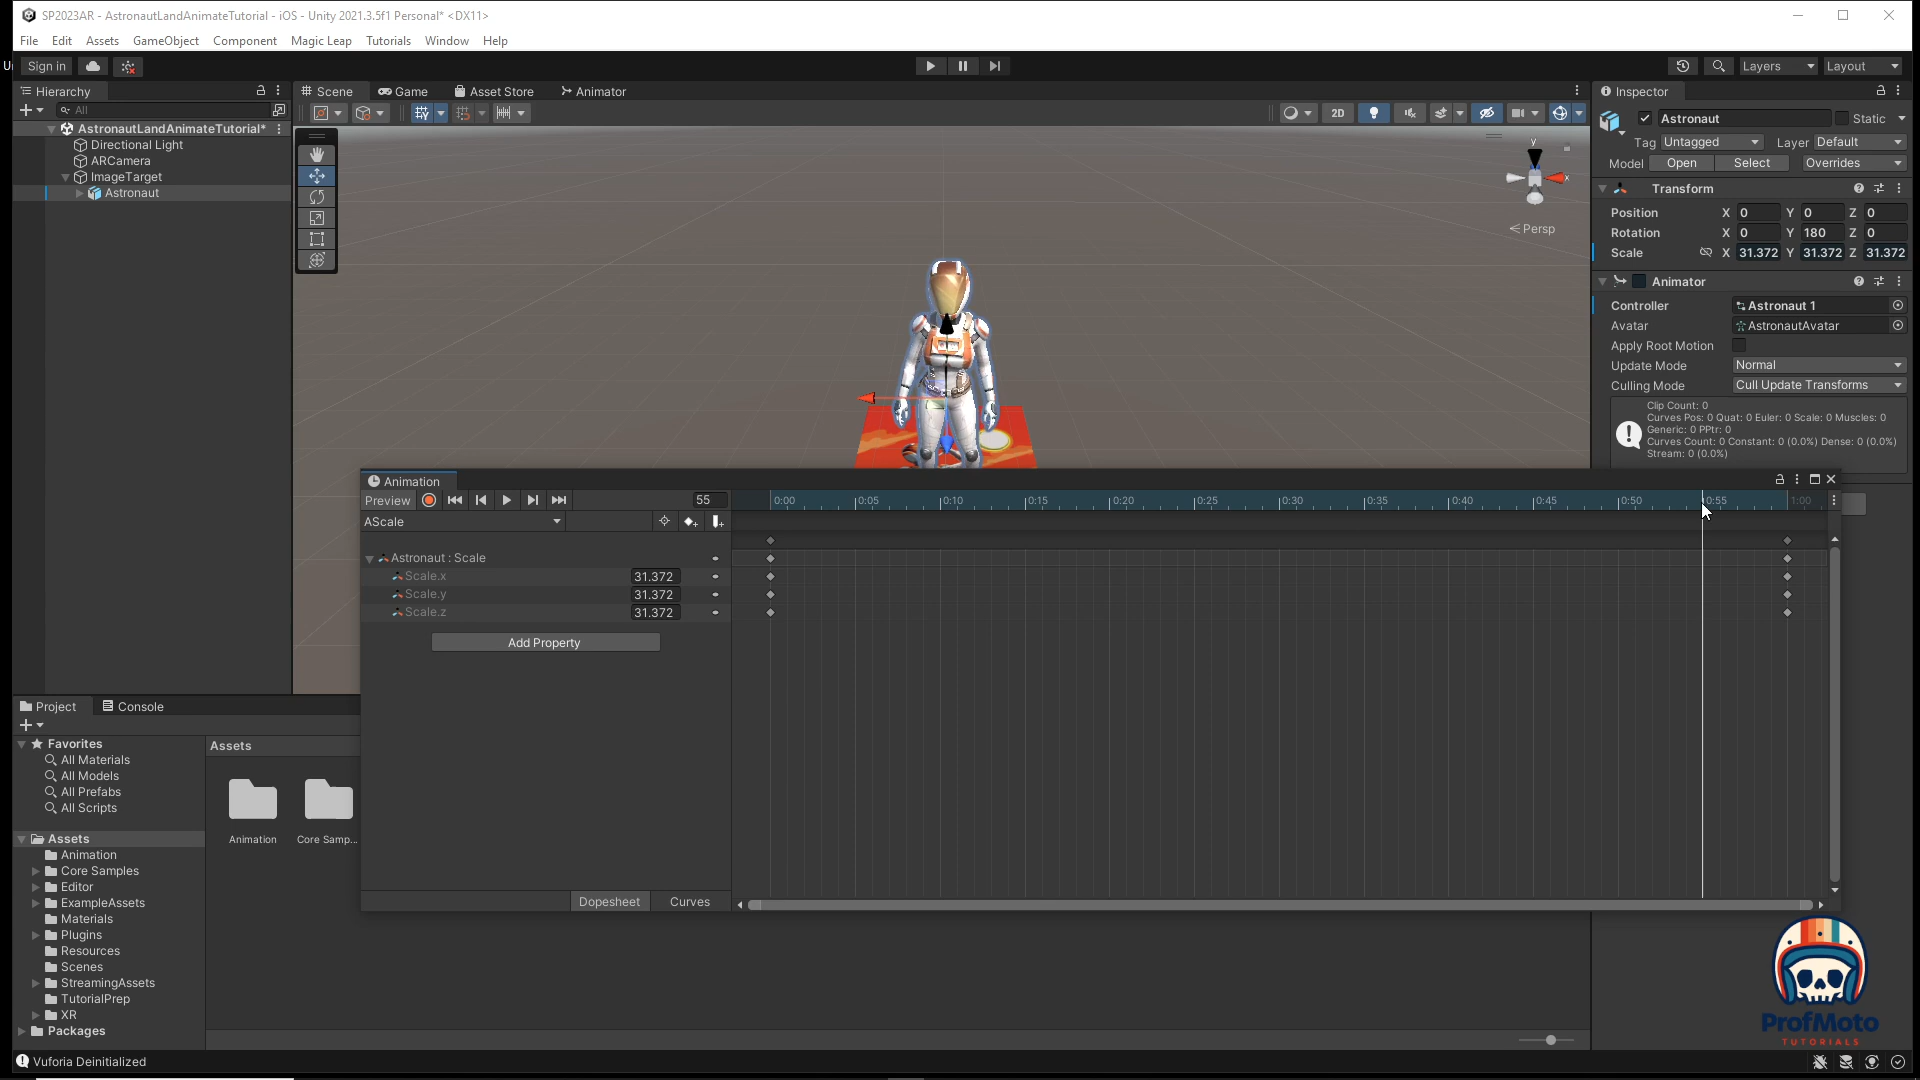 SP2023AR - AstronautLandAnimateTutorial - iOS - Unity 2021.3.5f1 Personal* <DX11>
File Edit Assets GameObject Component Magic Leap Tutorials Window Help
Sign in
Layers Layout
Hierarchy
All
AstronautLandAnimateTutorial*
Directional Light
ARCamera
ImageTarget
Astronaut
Scene Game Asset Store Animator
2D
y
x
Persp
Inspector
Astronaut Static
Tag Untagged Layer Default
Model Open Select Overrides
Transform
Position X 0 Y 0 Z 0
Rotation X 0 Y 180 Z 0
Scale X 31.372 Y 31.372 Z 31.372
Animator
Controller Astronaut 1
Avatar AstronautAvatar
Apply Root Motion
Update Mode Normal
Culling Mode Cull Update Transforms
Clip Count: 0
Curves Pos: 0 Quat: 0 Euler: 0 Scale: 0 Muscles: 0
Generic: 0 PPtr: 0
Curves Count: 0 Constant: 0 (0.0%) Dense: 0 (0.0%)
Stream: 0 (0.0%)
Animation
Preview 55
0:00 0:05 0:10 0:15 0:20 0:25 0:30 0:35 0:40 0:45 0:50 0:55 1:00
AScale
Astronaut : Scale
Scale.x 31.372
Scale.y 31.372
Scale.z 31.372
Add Property
Dopesheet Curves
Project Console
Favorites
All Materials
All Models
All Prefabs
All Scripts
Assets
Animation
Core Samples
Editor
ExampleAssets
Materials
Plugins
Resources
Scenes
StreamingAssets
TutorialPrep
XR
Packages
Assets
Animation Core Samp...
Vuforia Deinitialized
ProfMoto
TUTORIALS